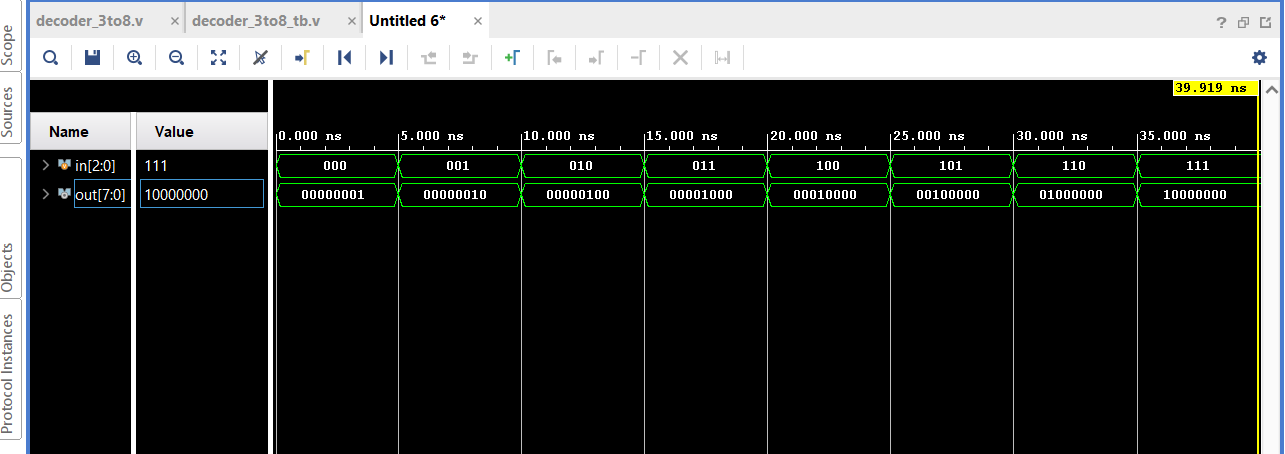 Scope
Sources
Objects
Protocol Instances
decoder_3to8.v × decoder_3to8_tb.v × Untitled 6* ×
?
39.919 ns
Name Value
0.000 ns 5.000 ns 10.000 ns 15.000 ns 20.000 ns 25.000 ns 30.000 ns 35.000 ns
in[2:0] 111 000 001 010 011 100 101 110 111
out[7:0] 10000000 00000001 00000010 00000100 00001000 00010000 00100000 01000000 10000000